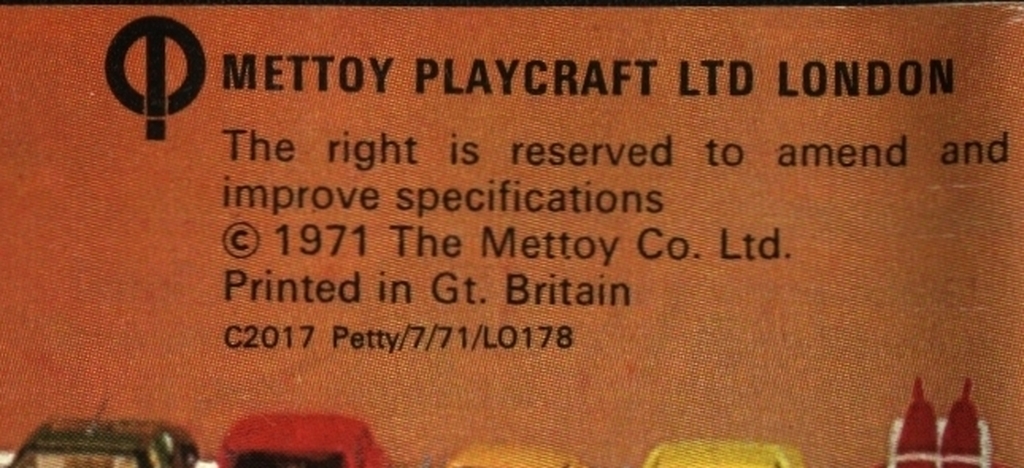 METTOY PLAYCRAFT LTD LONDON
The right is reserved to amend and
improve specifications
© 1971 The Mettoy Co. Ltd.
Printed in Gt. Britain
C2017 Petty/7/71/LO178